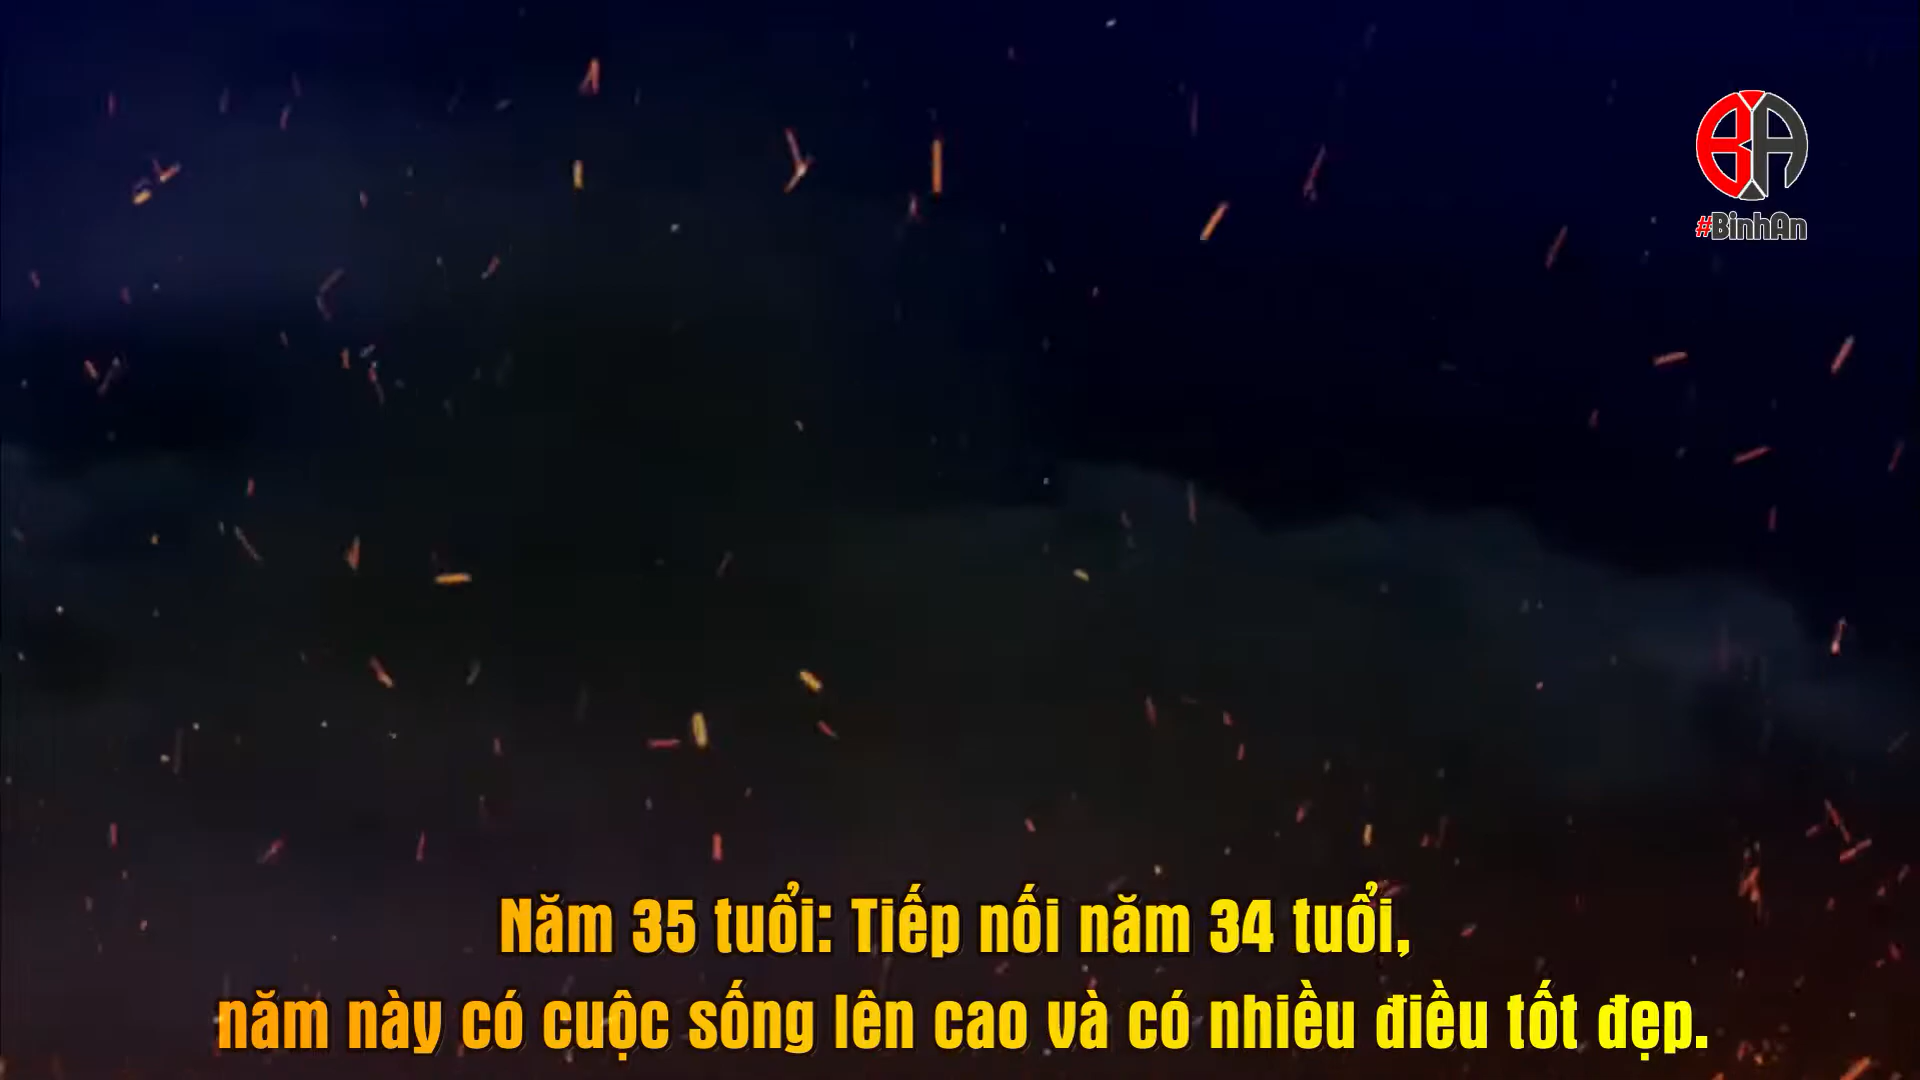 BA
#BinhAn
Năm 35 tuổi: Tiếp nối năm 34 tuổi,
năm này có cuộc sống lên cao và có nhiều điều tốt đẹp.